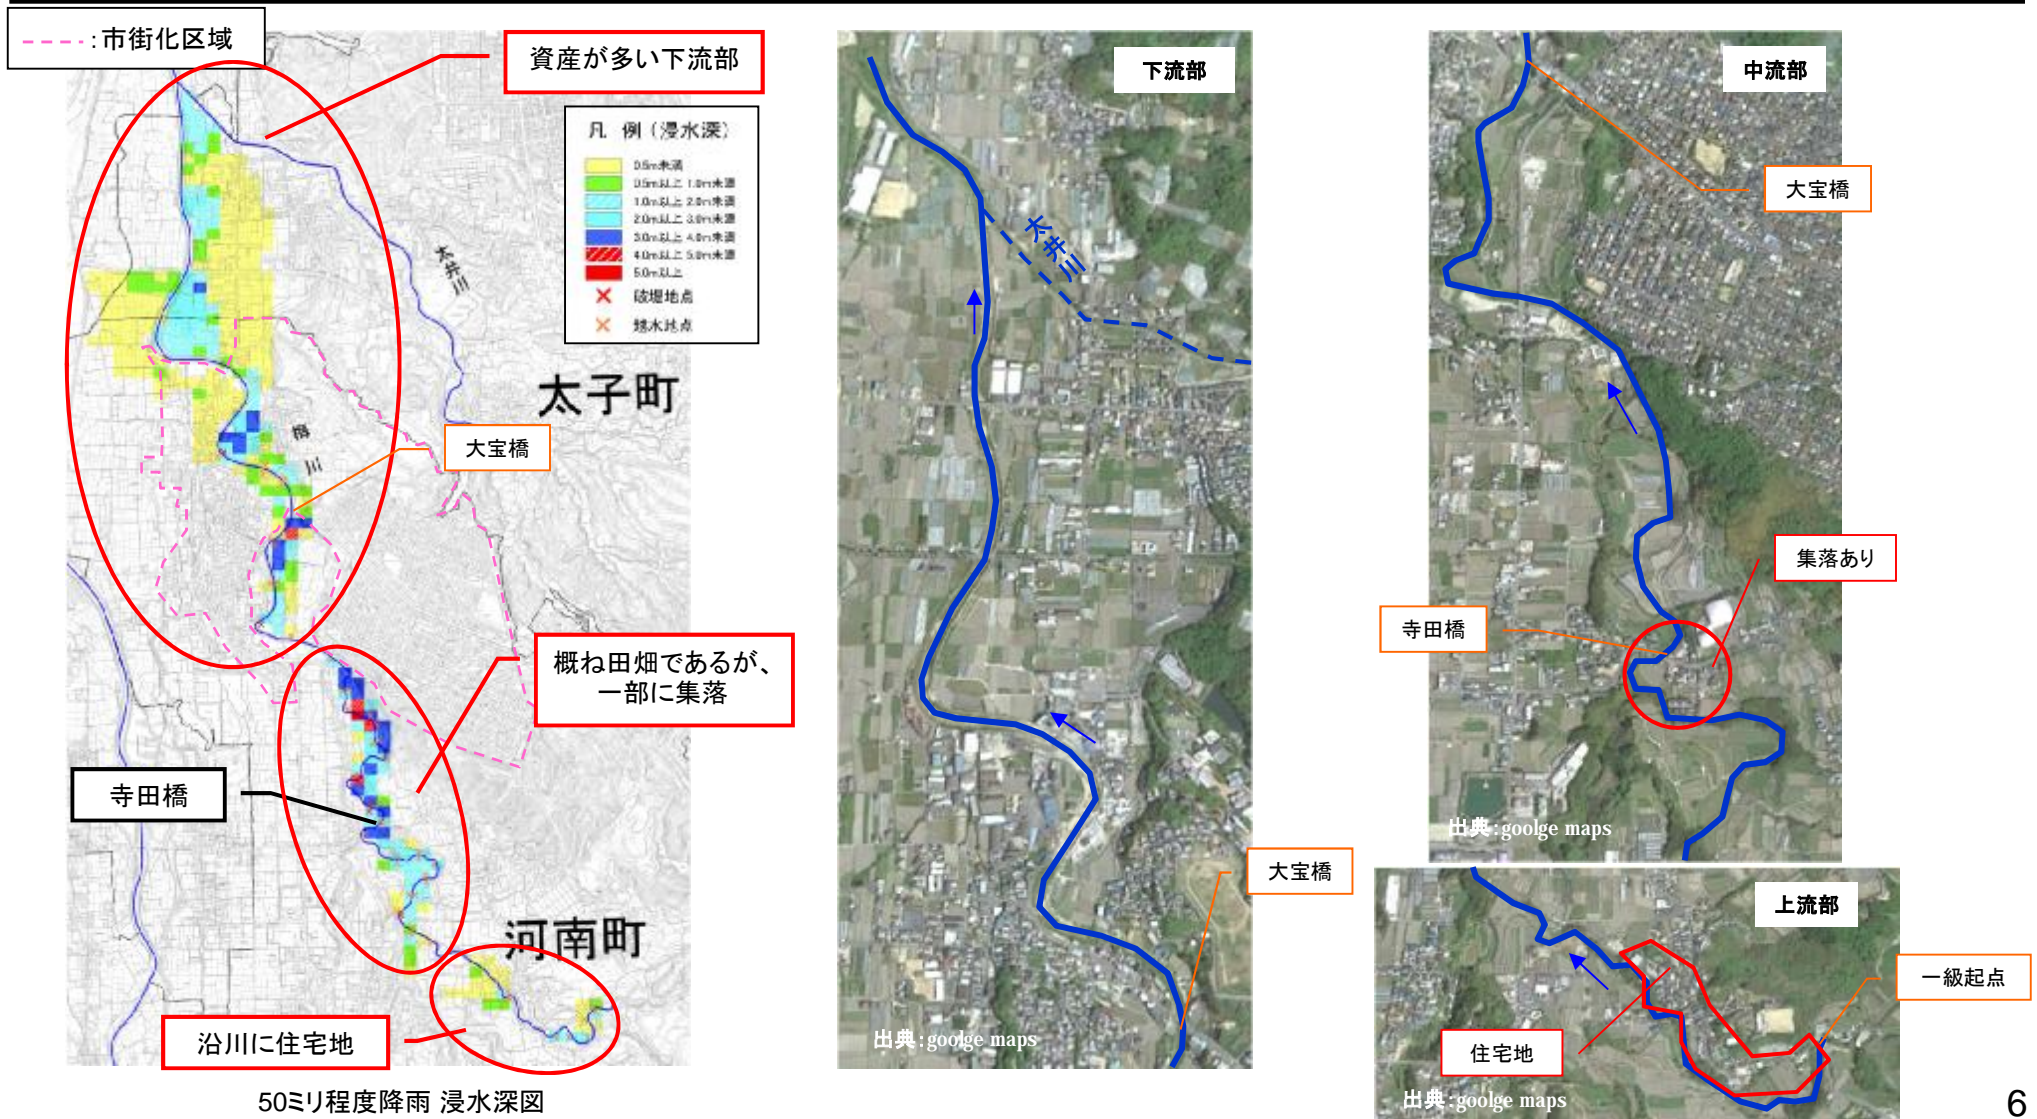 ：市街化区域
資産が多い下流部
凡 例（浸水深）
0.5m未満
0.5m以上 1.0m未満
1.0m以上 2.0m未満
2.0m以上 3.0m未満
3.0m以上 4.0m未満
4.0m以上 5.0m未満
5.0m以上
破堤地点
越水地点
太井川
太子町
大宝橋
梅川
概ね田畑であるが、
一部に集落
寺田橋
河南町
沿川に住宅地
50ミリ程度降雨 浸水深図
下流部
太井川
大宝橋
出典：goolge maps
中流部
大宝橋
集落あり
寺田橋
出典：goolge maps
上流部
一級起点
住宅地
出典：goolge maps
6